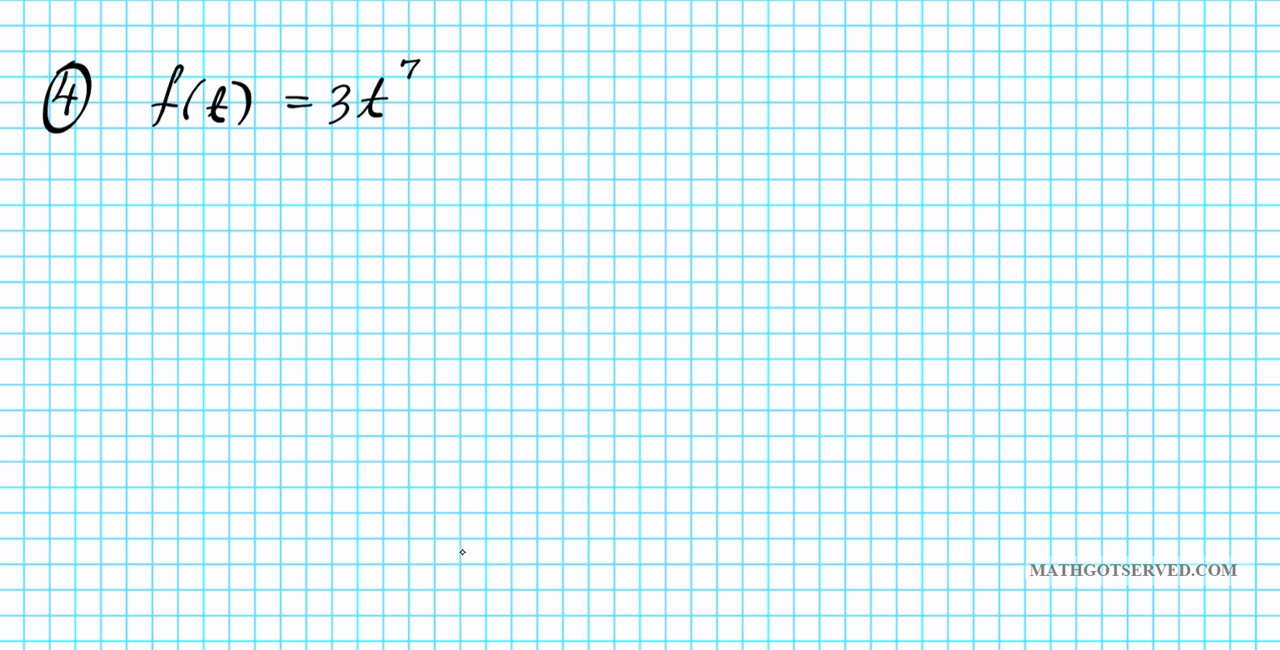 ④ f(t) = 3t⁷
MATHGOTSERVED.COM